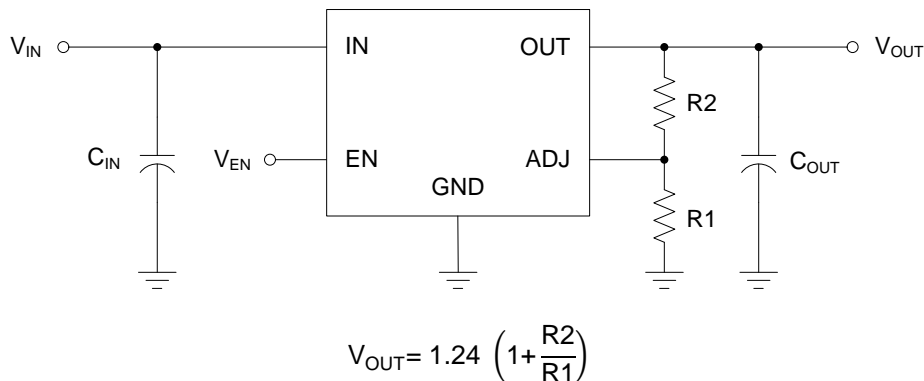 V_IN
IN
OUT
V_OUT
R2
C_IN
V_EN
EN
ADJ
C_OUT
GND
R1
V_OUT= 1.24 (1+R2/R1)